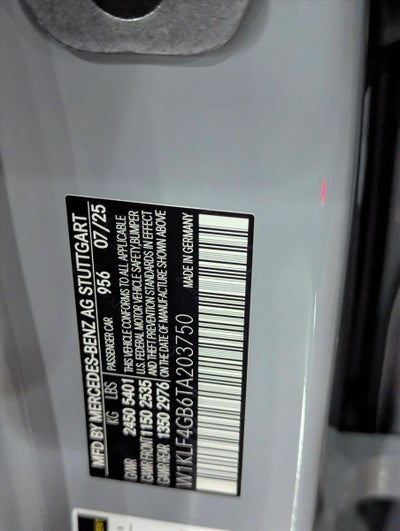 MFD BY MERCEDES-BENZ AG STUTTGART
KG LBS PASSENGER CAR 956 07/25
GVWR 2450 5401 THIS VEHICLE CONFORMS TO ALL APPLICABLE
GAWR FRONT 1150 2535 U.S. FEDERAL MOTOR VEHICLE SAFETY, BUMPER
GAWR REAR 1350 2976 AND THEFT PREVENTION STANDARDS IN EFFECT
ON THE DATE OF MANUFACTURE SHOWN ABOVE
W1KLF4GB6TA203750 MADE IN GERMANY